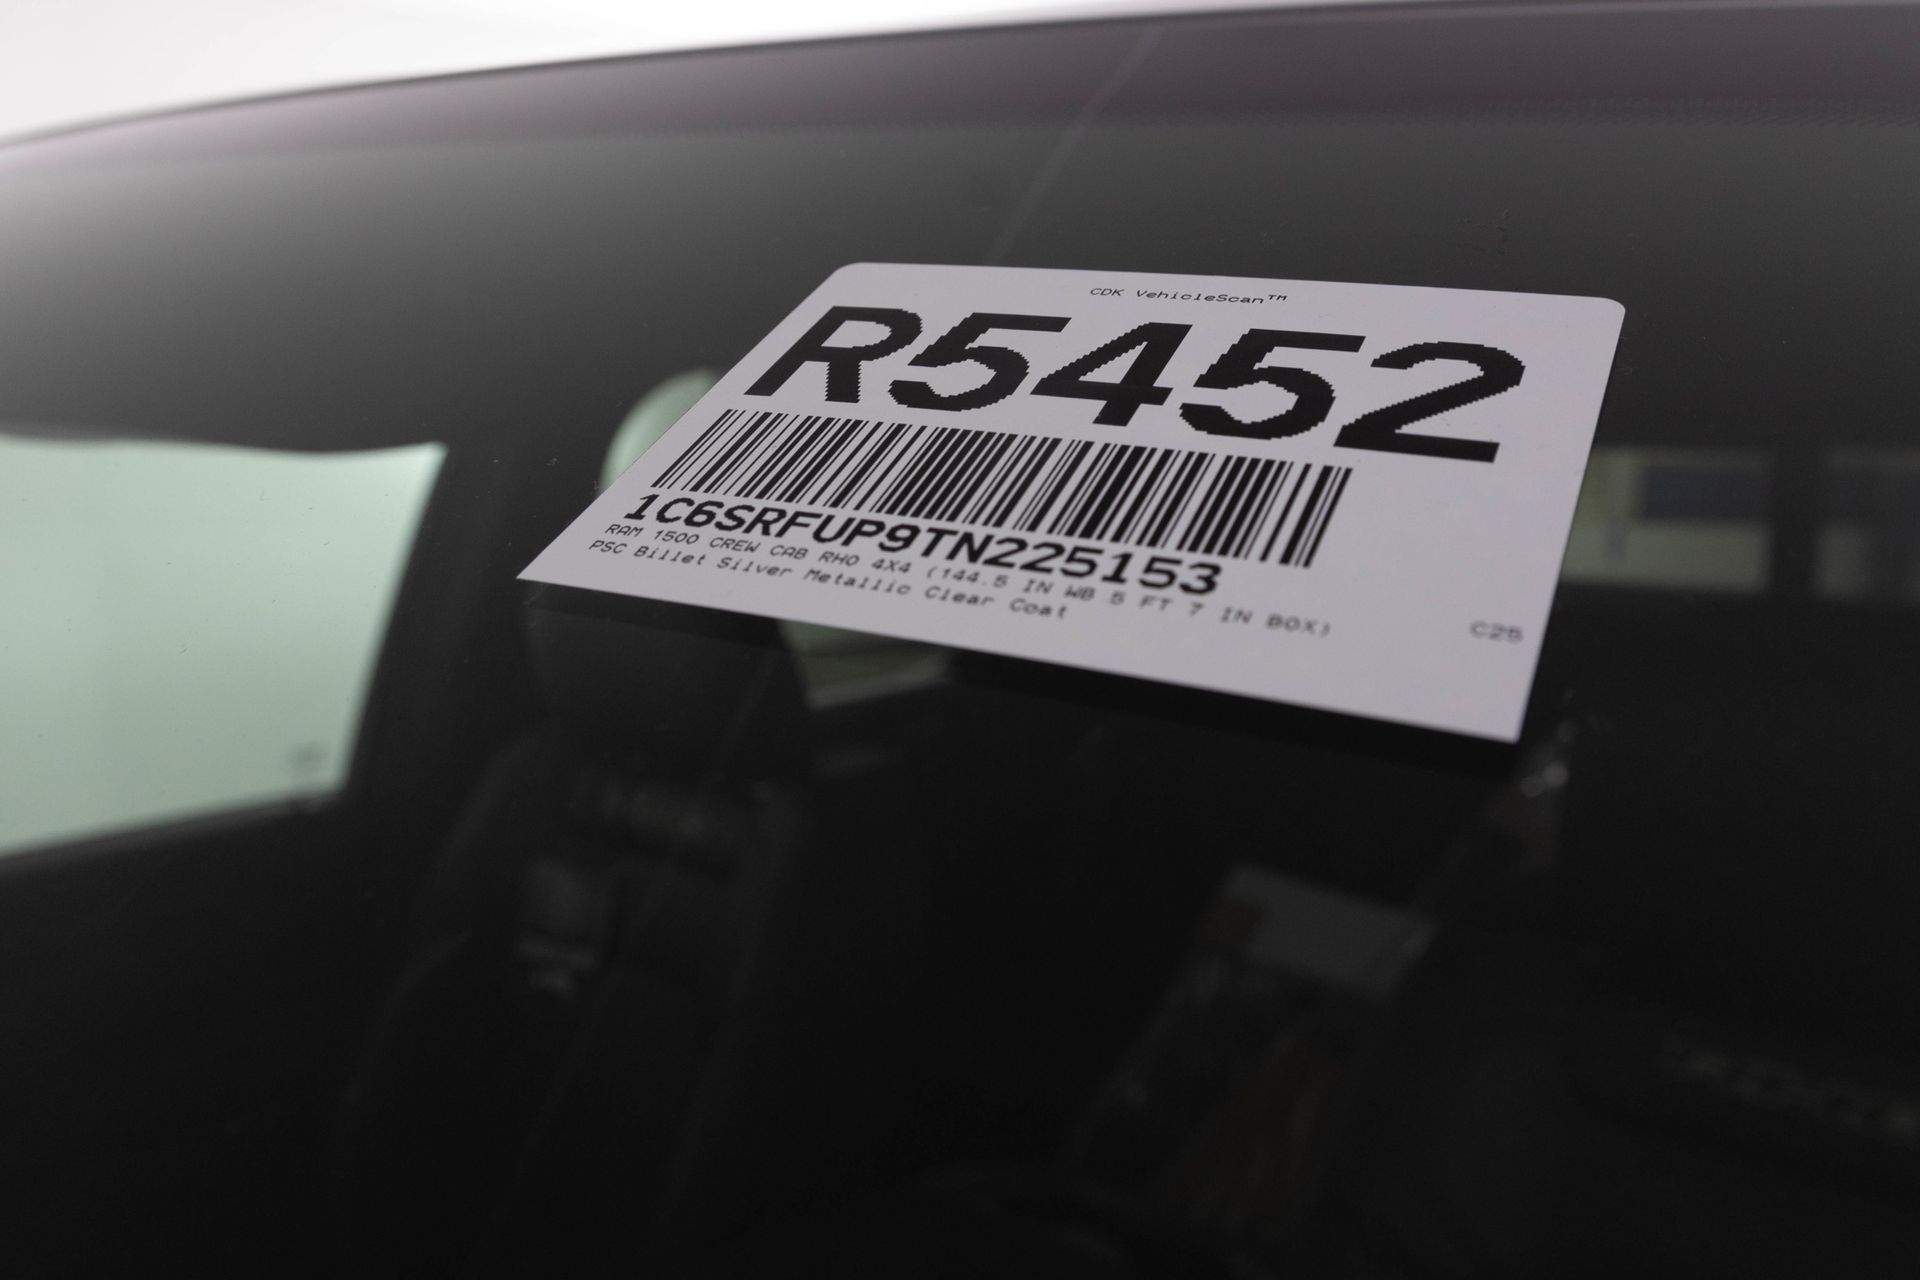 CDK VehicleScan™
R5452
1C6SRFUP9TN225153
RAM 1500 CREW CAB RHO 4X4 (144.5 IN WB 5 FT 7 IN BOX)
PSC Billet Silver Metallic Clear Coat
C25